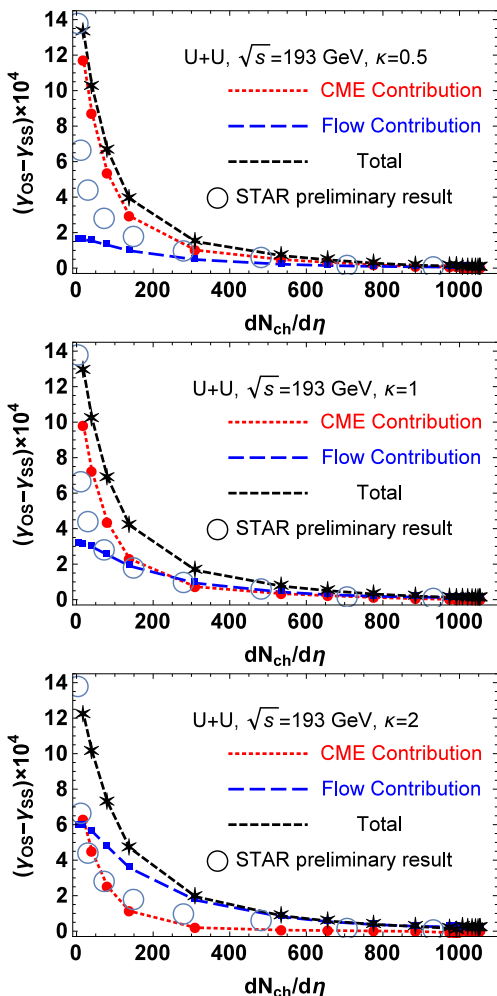 U+U, √s=193 GeV, κ=0.5
CME Contribution
Flow Contribution
Total
STAR preliminary result
(γOS−γSS)×10⁴
14
12
10
8
6
4
2
0
0 200 400 600 800 1000
dNch/dη
U+U, √s=193 GeV, κ=1
CME Contribution
Flow Contribution
Total
STAR preliminary result
(γOS−γSS)×10⁴
14
12
10
8
6
4
2
0
0 200 400 600 800 1000
dNch/dη
U+U, √s=193 GeV, κ=2
CME Contribution
Flow Contribution
Total
STAR preliminary result
(γOS−γSS)×10⁴
14
12
10
8
6
4
2
0
0 200 400 600 800 1000
dNch/dη